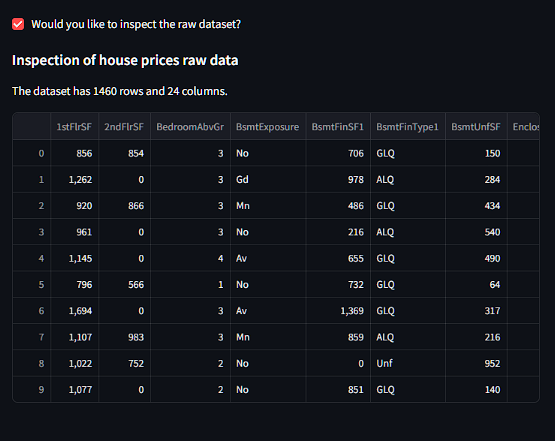 Would you like to inspect the raw dataset?
Inspection of house prices raw data
The dataset has 1460 rows and 24 columns.
1stFlrSF 2ndFlrSF BedroomAbvGr BsmtExposure BsmtFinSF1 BsmtFinType1 BsmtUnfSF Enclos
0 856 854 3 No 706 GLQ 150
1 1,262 0 3 Gd 978 ALQ 284
2 920 866 3 Mn 486 GLQ 434
3 961 0 3 No 216 ALQ 540
4 1,145 0 4 Av 655 GLQ 490
5 796 566 1 No 732 GLQ 64
6 1,694 0 3 Av 1,369 GLQ 317
7 1,107 983 3 Mn 859 ALQ 216
8 1,022 752 2 No 0 Unf 952
9 1,077 0 2 No 851 GLQ 140